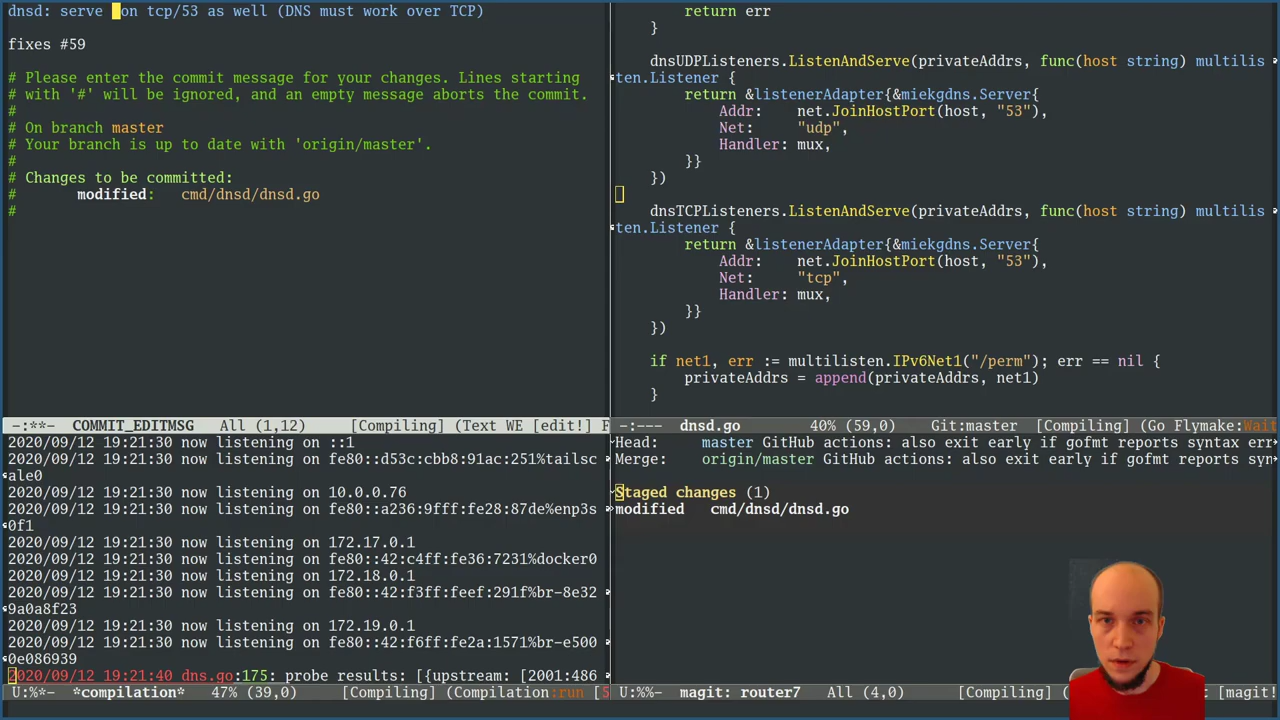 dnsd: serve on tcp/53 as well (DNS must work over TCP)

fixes #59

# Please enter the commit message for your changes. Lines starting
# with '#' will be ignored, and an empty message aborts the commit.
#
# On branch master
# Your branch is up to date with 'origin/master'.
#
# Changes to be committed:
#       modified:   cmd/dnsd/dnsd.go
#
-:**-  COMMIT_EDITMSG   All (1,12)      [Compiling] (Text WE [edit!] F
return err
}
dnsUDPListeners.ListenAndServe(privateAddrs, func(host string) multilis
ten.Listener {
return &listenerAdapter{&miekgdns.Server{
Addr:    net.JoinHostPort(host, "53"),
Net:     "udp",
Handler: mux,
}}
})
dnsTCPListeners.ListenAndServe(privateAddrs, func(host string) multilis
ten.Listener {
return &listenerAdapter{&miekgdns.Server{
Addr:    net.JoinHostPort(host, "53"),
Net:     "tcp",
Handler: mux,
}}
})
if net1, err := multilisten.IPv6Net1("/perm"); err == nil {
privateAddrs = append(privateAddrs, net1)
}
-:---  dnsd.go        40% (59,0)     Git:master  [Compiling] (Go Flymake:Wait
2020/09/12 19:21:30 now listening on ::1
2020/09/12 19:21:30 now listening on fe80::d53c:cbb8:91ac:251%tailsc
ale0
2020/09/12 19:21:30 now listening on 10.0.0.76
2020/09/12 19:21:30 now listening on fe80::a236:9fff:fe28:87de%enp3s
0f1
2020/09/12 19:21:30 now listening on 172.17.0.1
2020/09/12 19:21:30 now listening on fe80::42:c4ff:fe36:7231%docker0
2020/09/12 19:21:30 now listening on 172.18.0.1
2020/09/12 19:21:30 now listening on fe80::42:f3ff:feef:291f%br-8e32
9a0a8f23
2020/09/12 19:21:30 now listening on 172.19.0.1
2020/09/12 19:21:30 now listening on fe80::42:f6ff:fe2a:1571%br-e500
0e086939
2020/09/12 19:21:40 dns.go:175: probe results: [{upstream: [2001:486
U:%*-  *compilation*   47% (39,0)     [Compiling] (Compilation:run [5
Head:     master GitHub actions: also exit early if gofmt reports syntax err
Merge:    origin/master GitHub actions: also exit early if gofmt reports syn
Staged changes (1)
modified   cmd/dnsd/dnsd.go
U:%%-  magit: router7   All (4,0)      [Compiling] [magit!